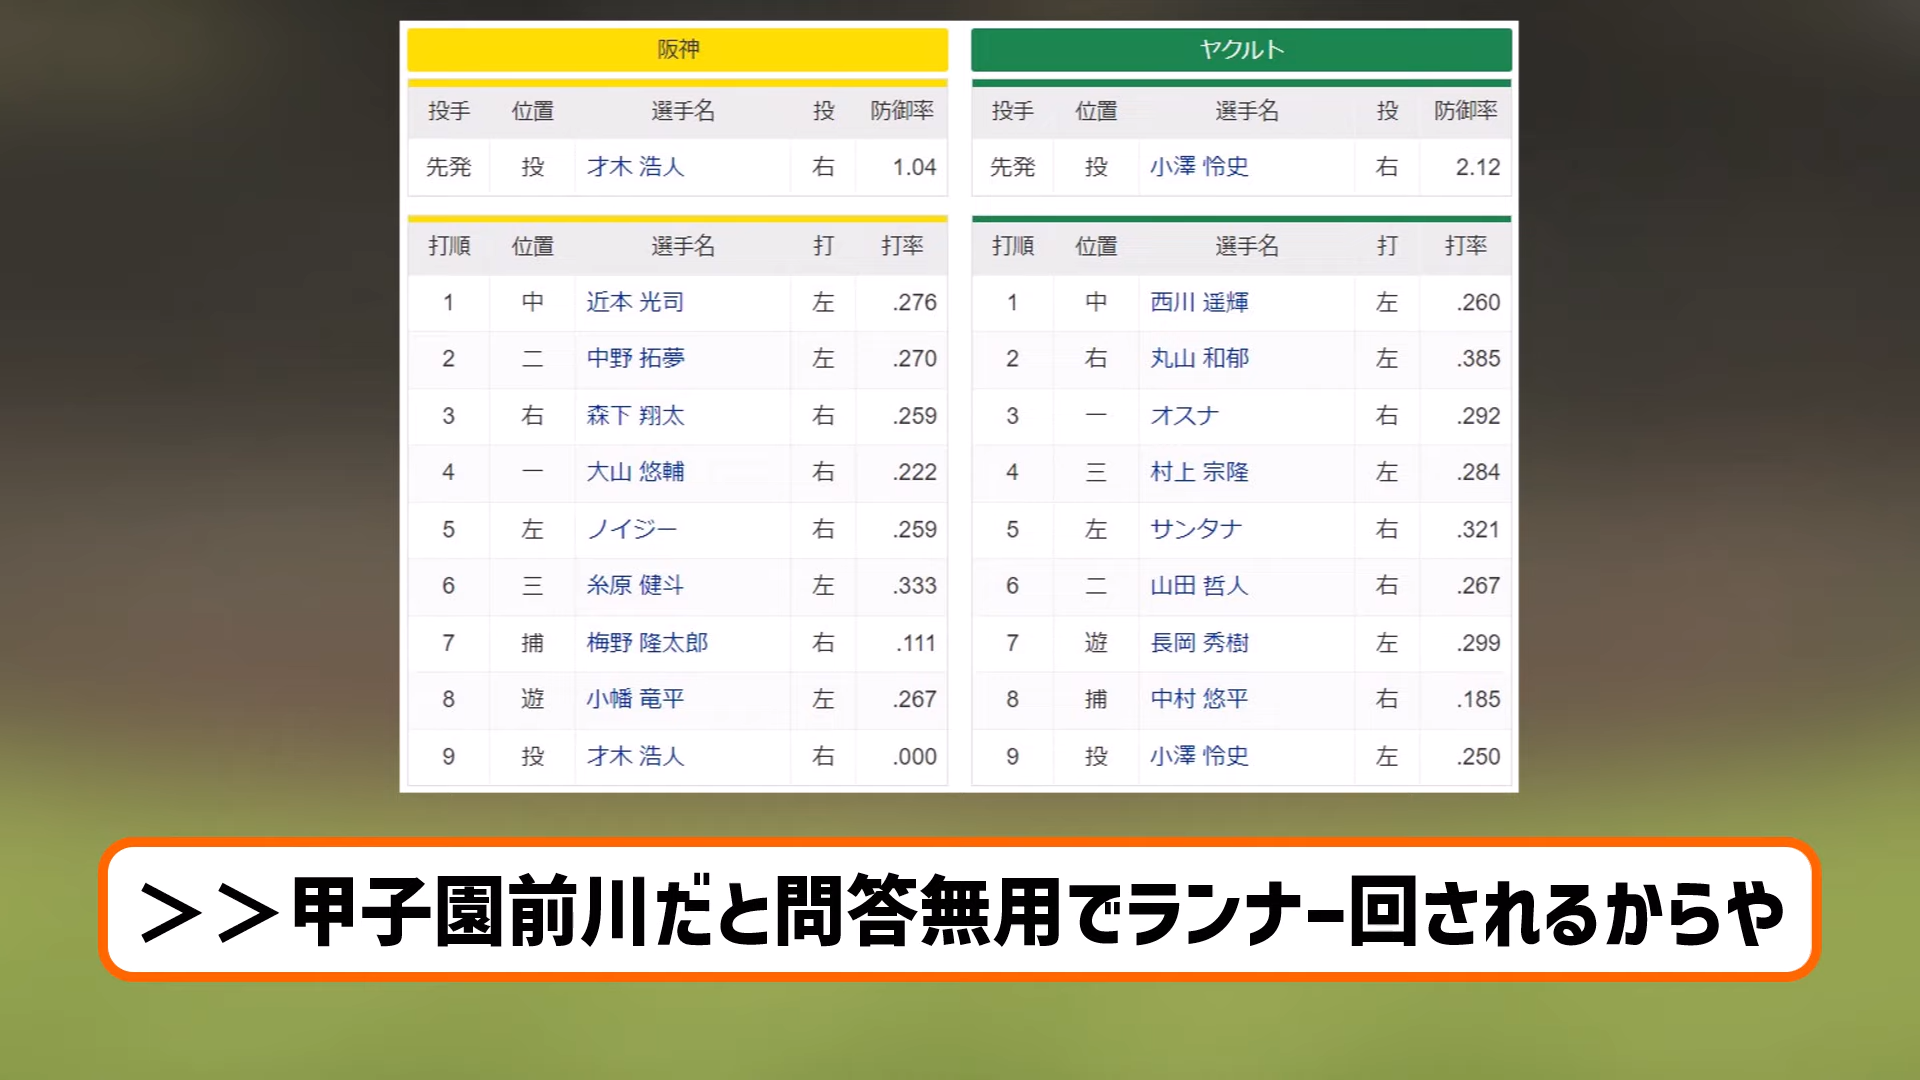 阪神
投手 位置 選手名 投 防御率
先発 投 才木 浩人 右 1.04
打順 位置 選手名 打 打率
1 中 近本 光司 左 .276
2 二 中野 拓夢 左 .270
3 右 森下 翔太 右 .259
4 一 大山 悠輔 右 .222
5 左 ノイジー 右 .259
6 三 糸原 健斗 左 .333
7 捕 梅野 隆太郎 右 .111
8 遊 小幡 竜平 左 .267
9 投 才木 浩人 右 .000
ヤクルト
投手 位置 選手名 投 防御率
先発 投 小澤 怜史 右 2.12
打順 位置 選手名 打 打率
1 中 西川 遥輝 左 .260
2 右 丸山 和郁 左 .385
3 一 オスナ 右 .292
4 三 村上 宗隆 左 .284
5 左 サンタナ 右 .321
6 二 山田 哲人 右 .267
7 遊 長岡 秀樹 左 .299
8 捕 中村 悠平 右 .185
9 投 小澤 怜史 左 .250
＞＞甲子園前川だと問答無用でランナー回されるからや